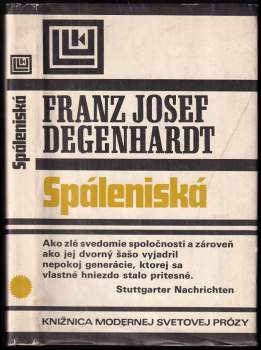 Spáleniská
FRANZ JOSEF
DEGENHARDT
Spáleniská
Ako zlé svedomie spoločnosti a zároveň
ako jej dvorný šašo vyjadril
nepokoj generácie, ktorej sa
vlastné hniezdo stalo pritesné.
Stuttgarter Nachrichten
KNIŽNICA MODERNEJ SVETOVEJ PRÓZY